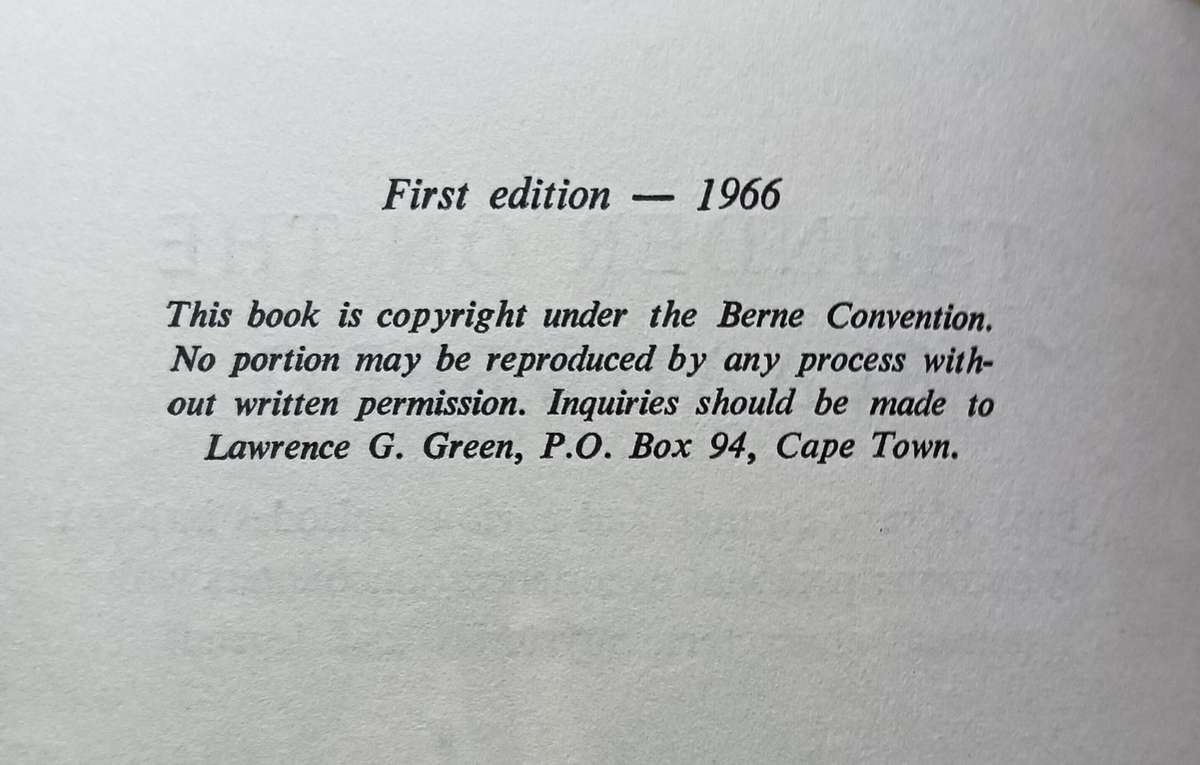 First edition — 1966
This book is copyright under the Berne Convention.
No portion may be reproduced by any process with-
out written permission. Inquiries should be made to
Lawrence G. Green, P.O. Box 94, Cape Town.